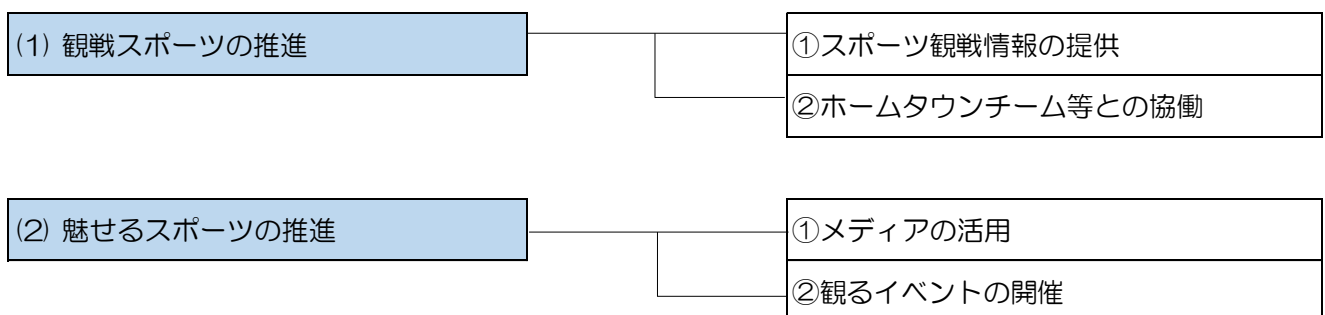 (1) 観戦スポーツの推進
①スポーツ観戦情報の提供
②ホームタウンチーム等との協働
(2) 魅せるスポーツの推進
①メディアの活用
②観るイベントの開催